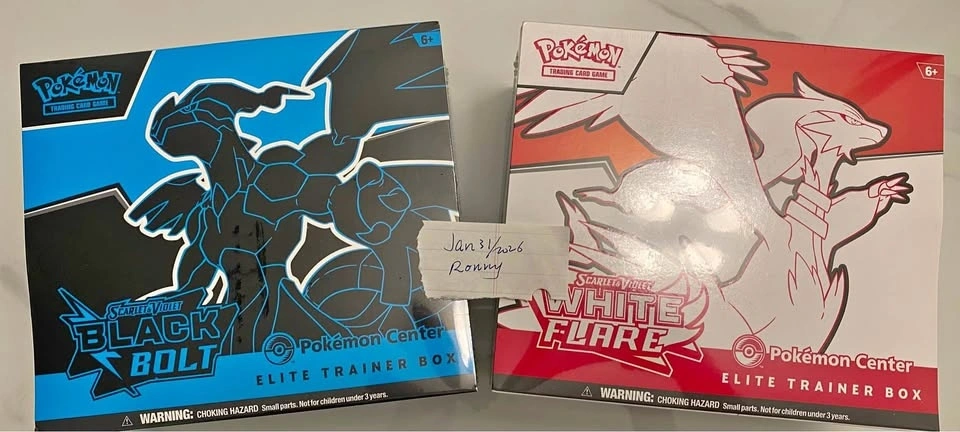 Pokémon
TRADING CARD GAME
6+
SCARLET & VIOLET
BLACK
BOLT
Pokémon Center
ELITE TRAINER BOX
WARNING: CHOKING HAZARD Small parts. Not for children under 3 years.
Jan 31/2026
Ronny
Pokémon
TRADING CARD GAME
6+
SCARLET & VIOLET
WHITE
FLARE
Pokémon Center
ELITE TRAINER BOX
WARNING: CHOKING HAZARD Small parts. Not for children under 3 years.